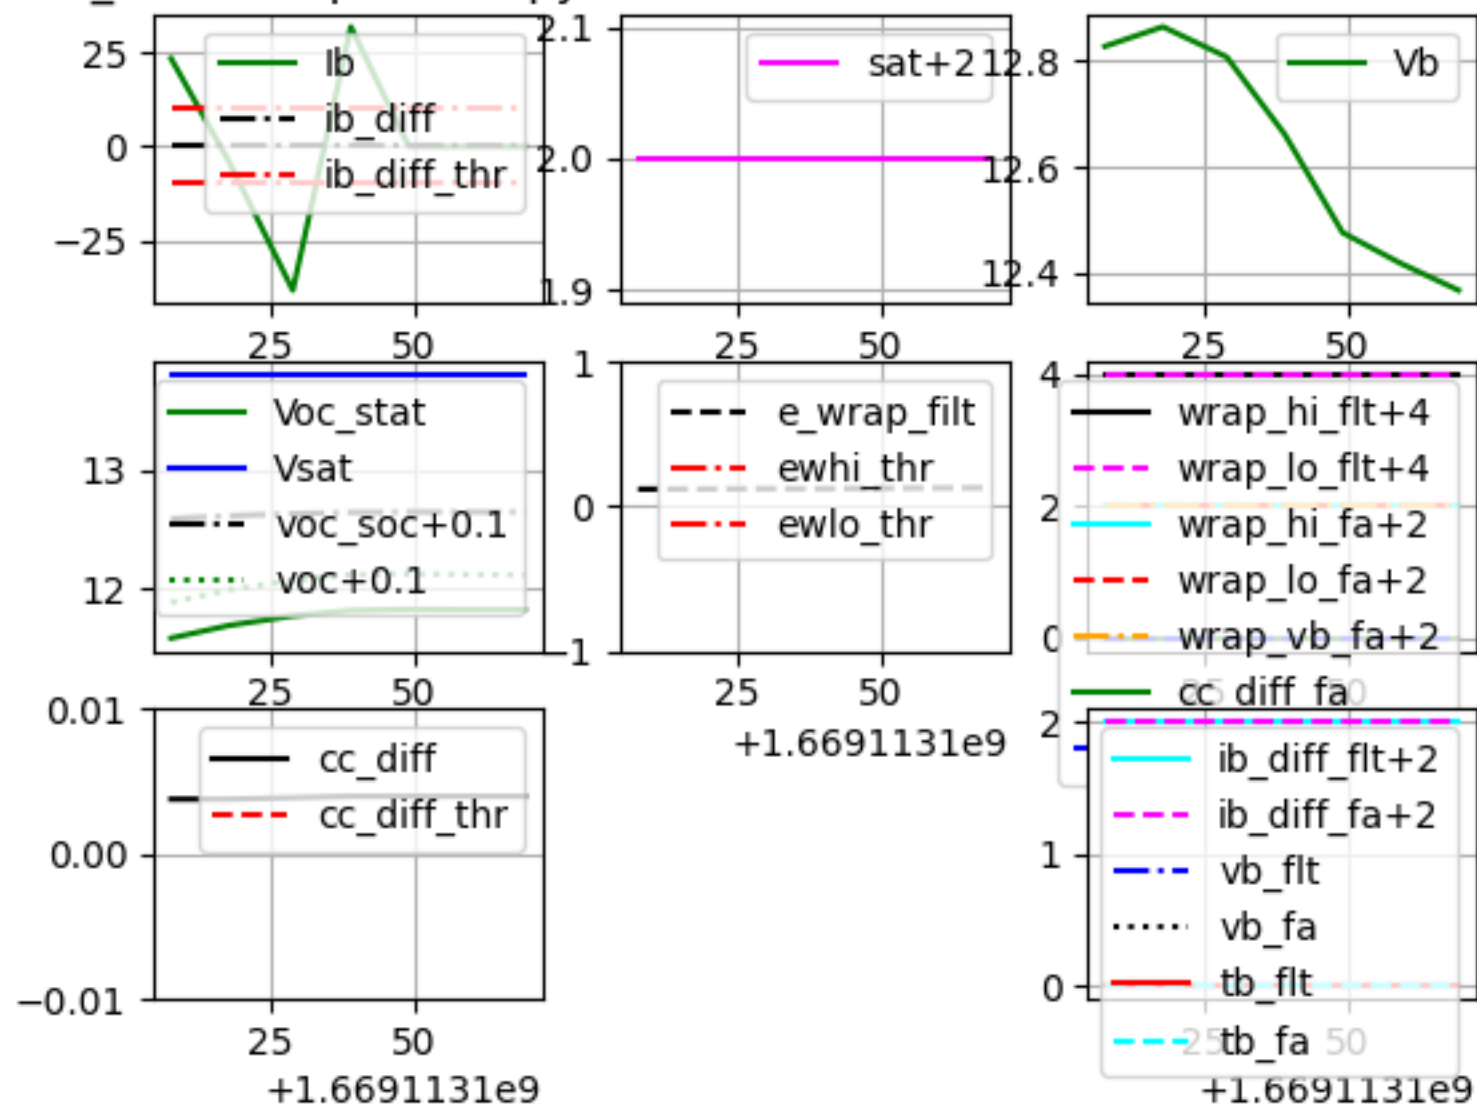 25
0
−25
Ib
ib_diff
ib_diff_thr
25 50
2.1
2.0
1.9
sat+2
25 50
12.8
12.6
12.4
Vb
25 50
13
12
Voc_stat
Vsat
voc_soc+0.1
voc+0.1
25 50
1
0
−1
e_wrap_filt
ewhi_thr
ewlo_thr
25 50
+1.6691131e9
4
2
0
wrap_hi_flt+4
wrap_lo_flt+4
wrap_hi_fa+2
wrap_lo_fa+2
wrap_vb_fa+2
cc_diff_fa
25 50
0.01
0.00
−0.01
cc_diff
cc_diff_thr
25 50
+1.6691131e9
2
1
0
ib_diff_flt+2
ib_diff_fa+2
vb_flt
vb_fa
tb_flt
tb_fa
25 50
+1.6691131e9